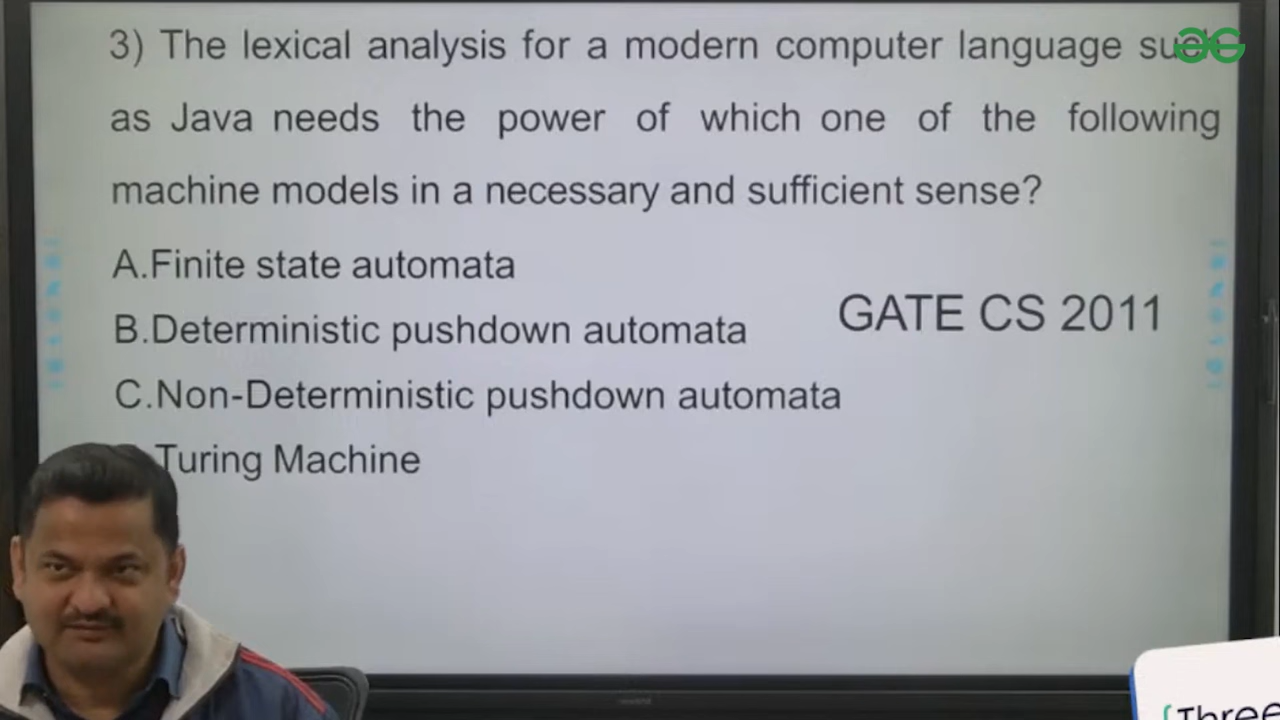 3) The lexical analysis for a modern computer language
as Java needs the power of which one of the following
machine models in a necessary and sufficient sense?
A.Finite state automata
B.Deterministic pushdown automata
GATE CS 2011
C.Non-Deterministic pushdown automata
Turing Machine
{Three